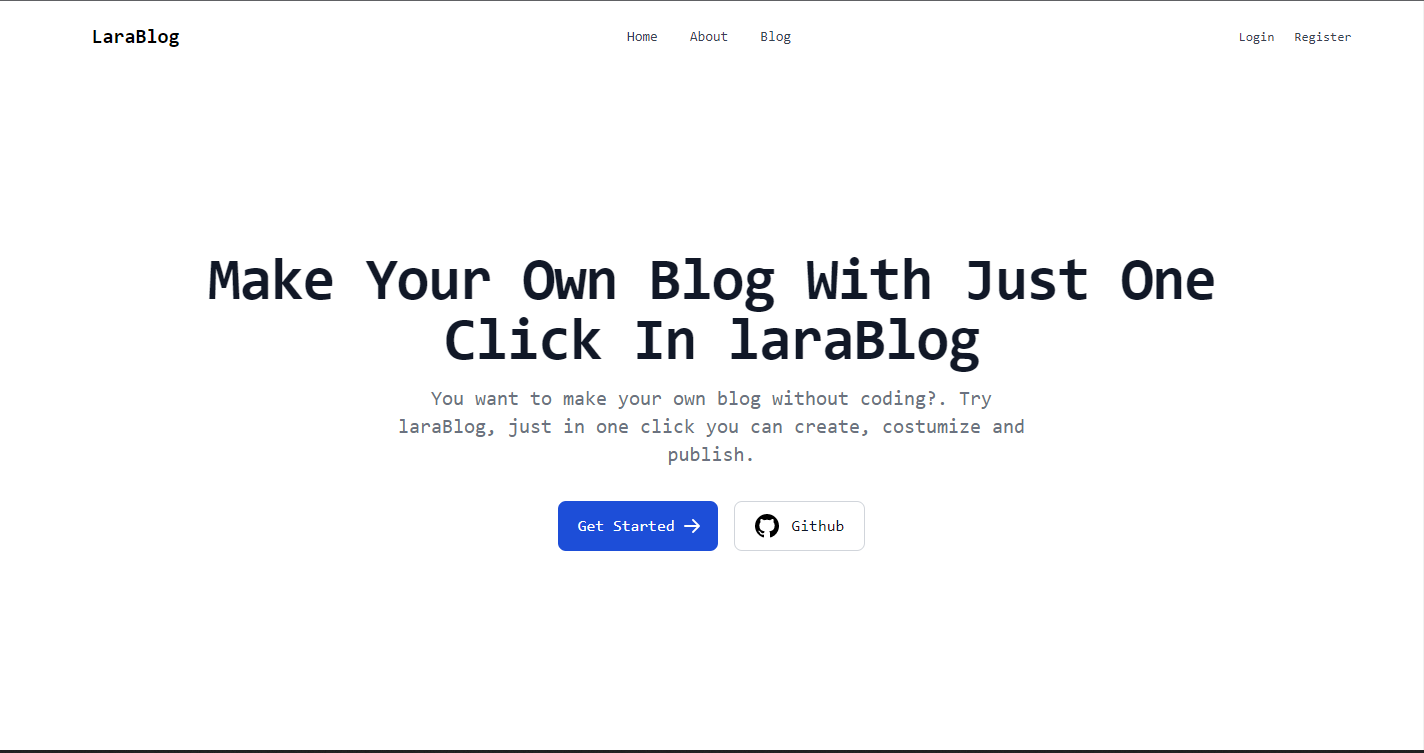 LaraBlog
Home About Blog
Login Register
Make Your Own Blog With Just One
Click In laraBlog
You want to make your own blog without coding?. Try
laraBlog, just in one click you can create, costumize and
publish.
Get Started
Github